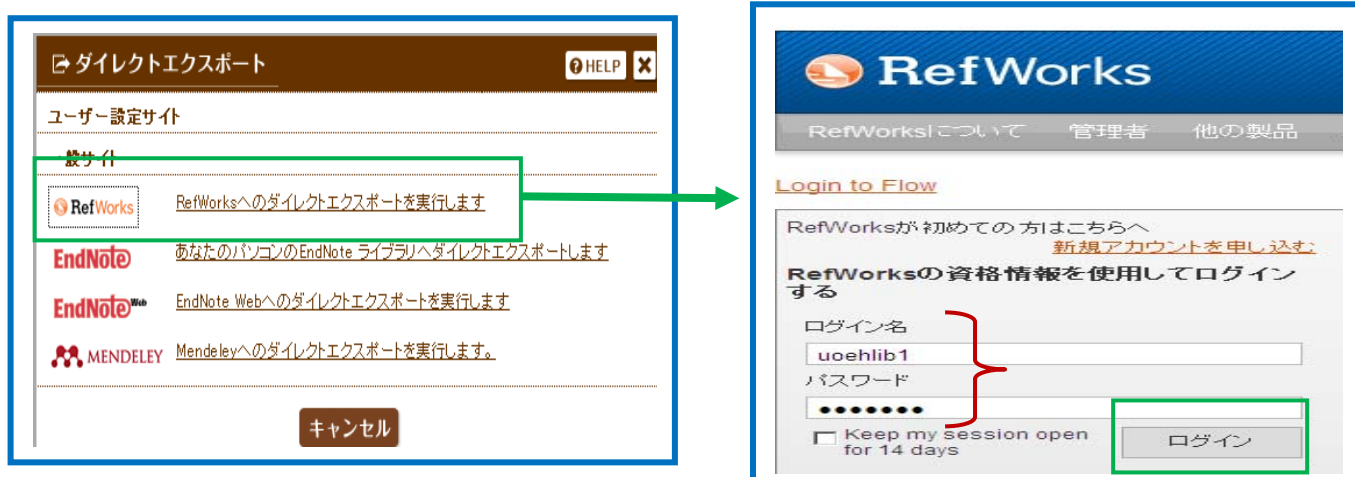 ダイレクトエクスポート
HELP X
ユーザー設定サイト
般サイト
RefWorks RefWorksへのダイレクトエクスポートを実行します
EndNote あなたのパソコンのEndNote ライブラリへダイレクトエクスポートします
EndNote Web EndNote Webへのダイレクトエクスポートを実行します
MENDELEY Mendeleyへのダイレクトエクスポートを実行します。
キャンセル
RefWorks
RefWorksについて 管理者 他の製品
Login to Flow
RefWorksが初めての方はこちらへ
新規アカウントを申し込む
RefWorksの資格情報を使用してログイン
する
ログイン名
uoehlib1
パスワード
●●●●●●●
Keep my session open
for 14 days
ログイン